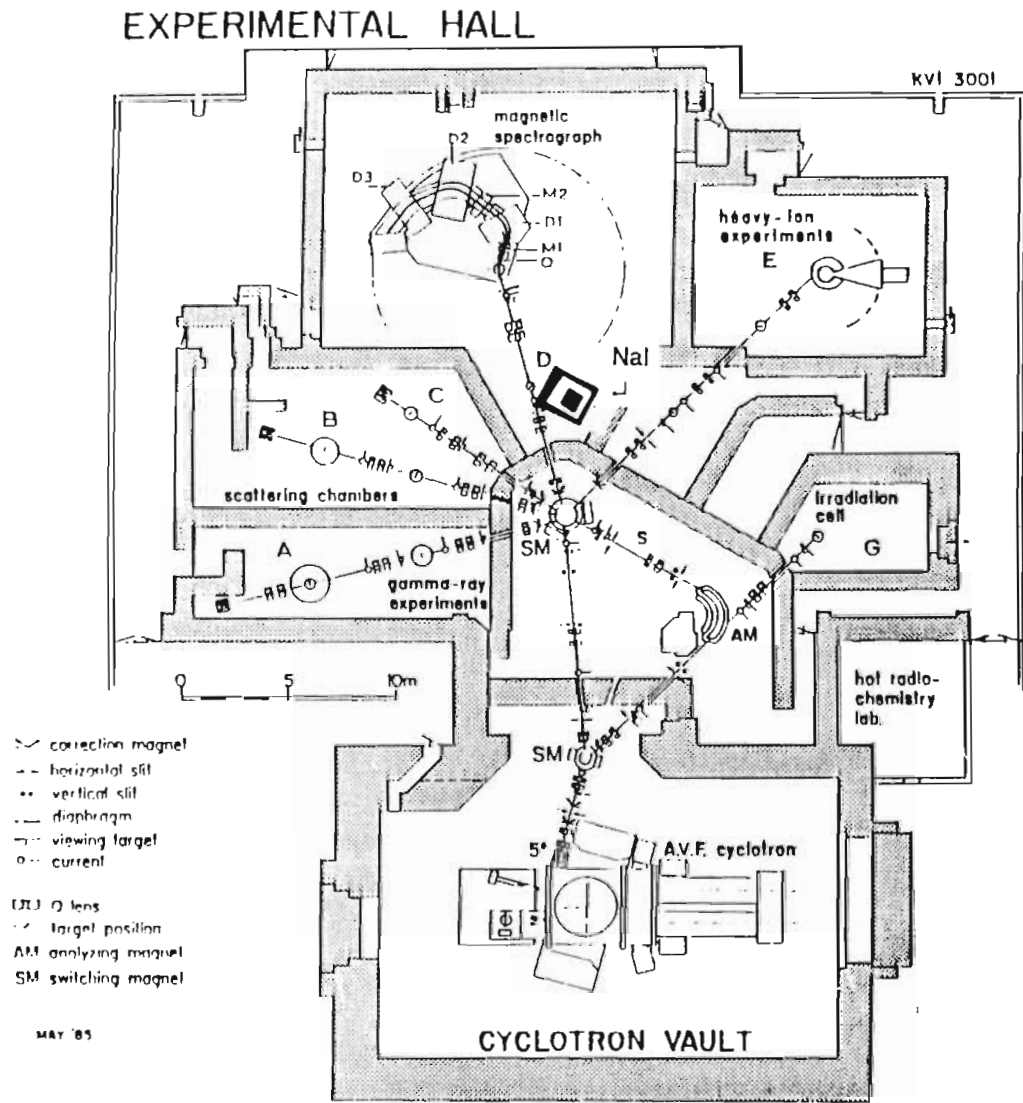 EXPERIMENTAL HALL
KVI 3001
magnetic
spectrograph
D2
D3
M2
D1
M1
Q
heavy-ion
experiments
E
D
NaI
C
B
scattering chambers
irradiation
cell
G
SM
S
A
gamma-ray
experiments
AM
0 5 10m
hot radio-
chemistry
lab.
SM
correction magnet
horizontal slit
vertical slit
diaphragm
viewing target
current
5°
A.V.F. cyclotron
Q lens
target position
AM analyzing magnet
SM switching magnet
MAY '85
CYCLOTRON VAULT